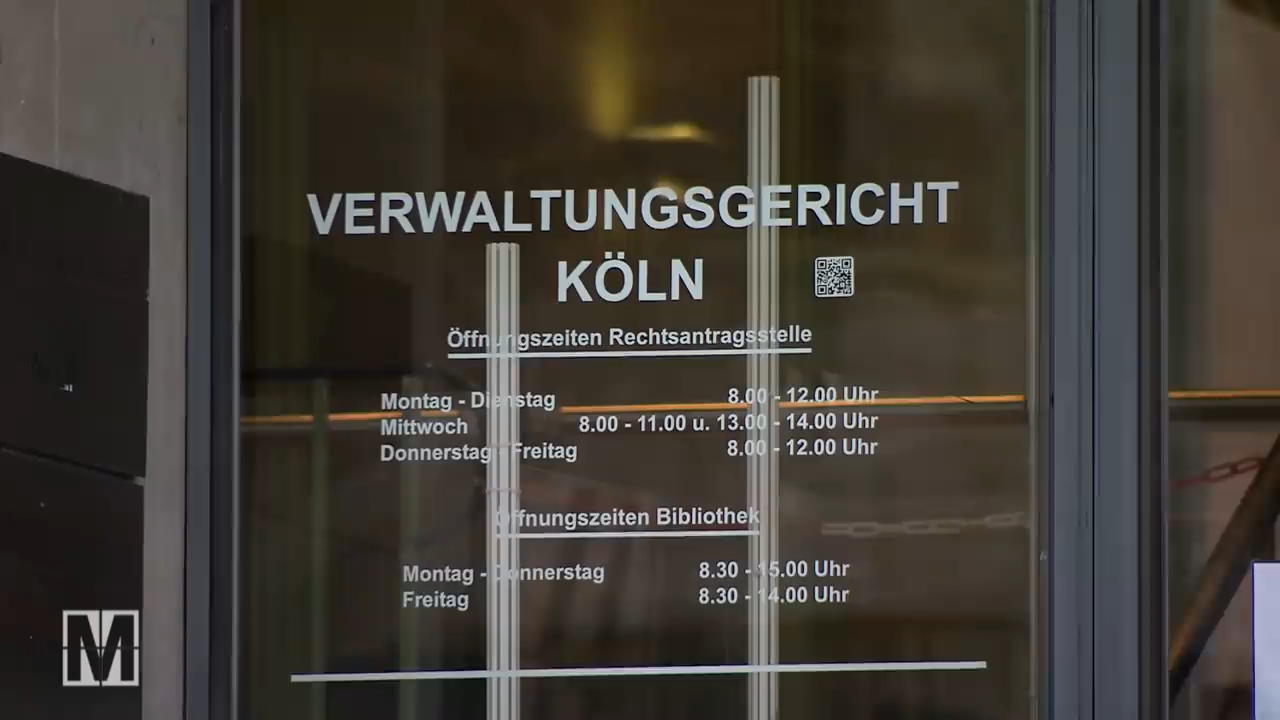 VERWALTUNGSGERICHT
KÖLN
Öffnungszeiten Rechtsantragsstelle
Montag - Dienstag 8.00 - 12.00 Uhr
Mittwoch 8.00 - 11.00 u. 13.00 - 14.00 Uhr
Donnerstag - Freitag 8.00 - 12.00 Uhr
Öffnungszeiten Bibliothek
Montag - Donnerstag 8.30 - 15.00 Uhr
Freitag 8.30 - 14.00 Uhr
M